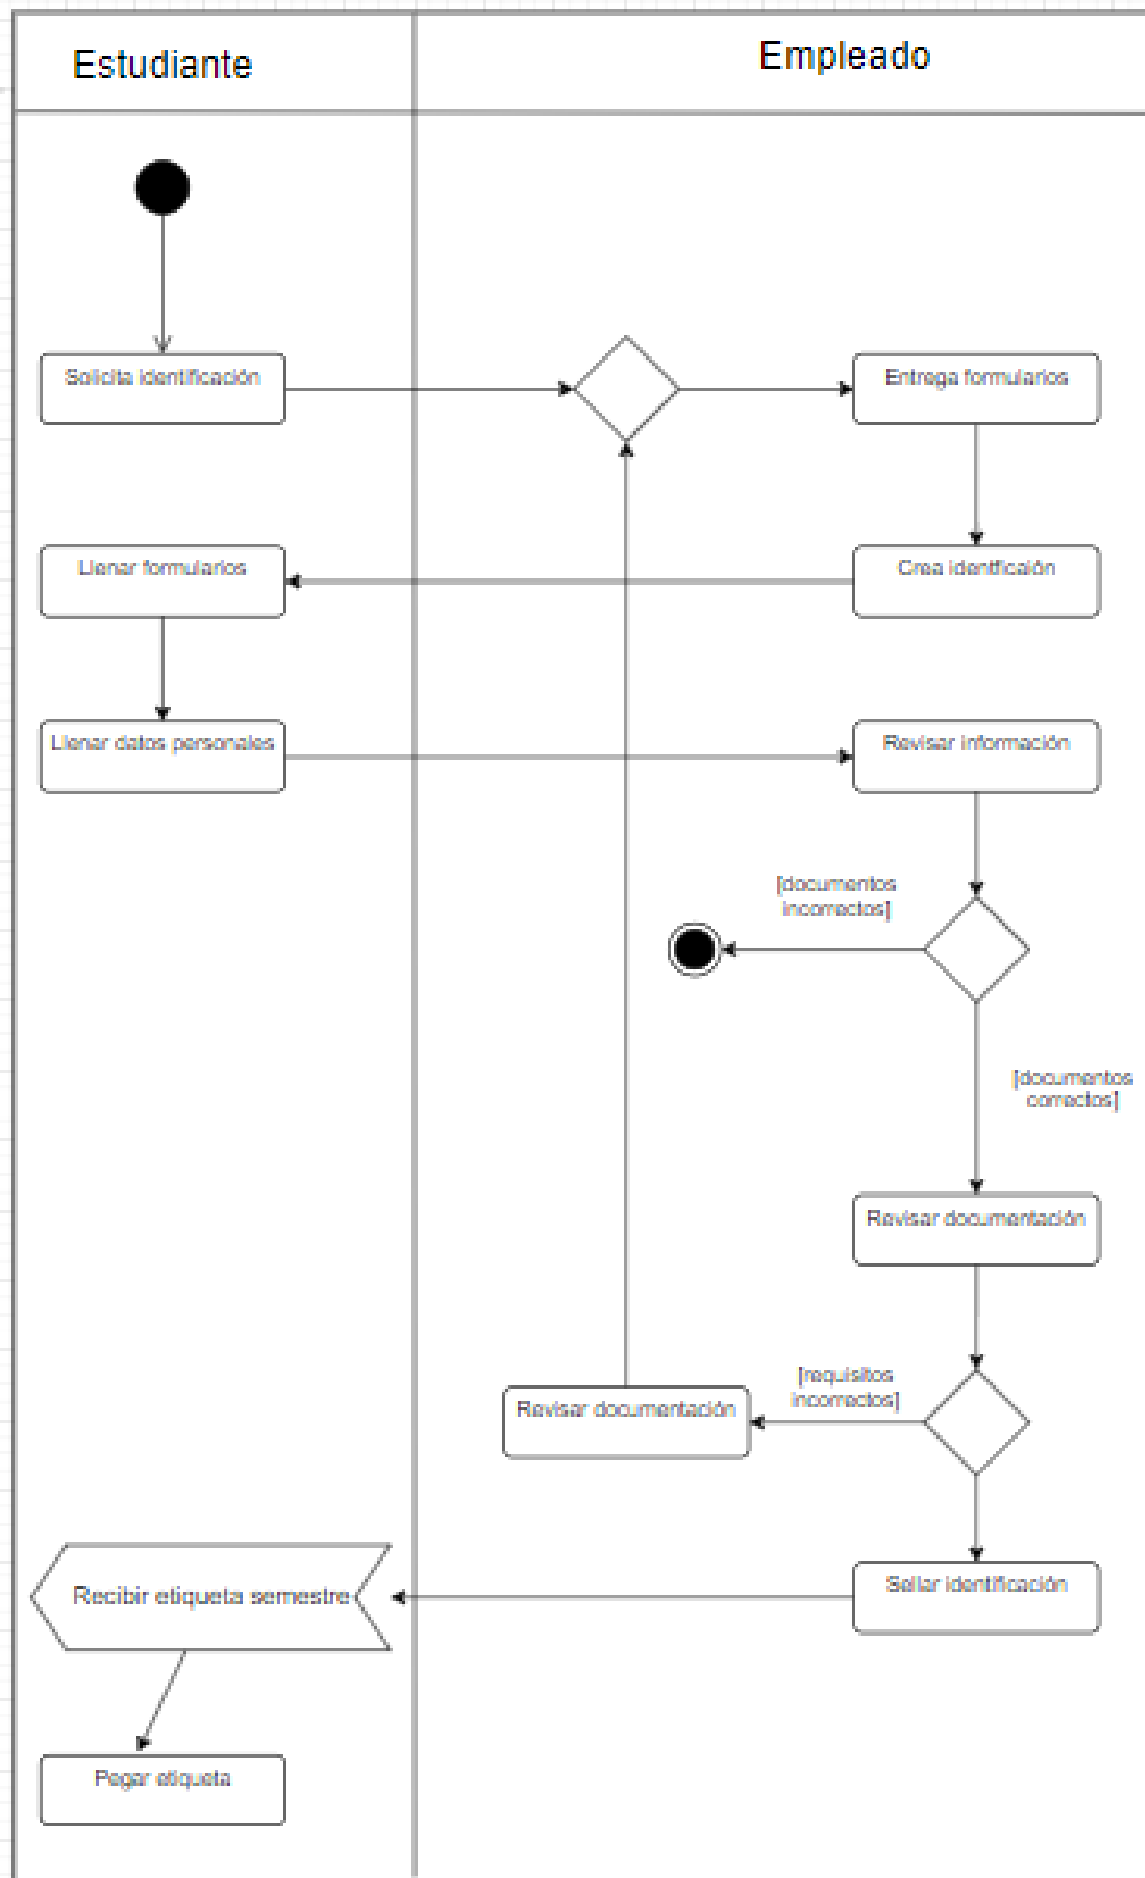 Estudiante
Empleado
Solicita identificación
Entrega formularios
Llenar formularios
Crea identficaión
Llenar datos personales
Revisar información
[documentos
incorrectos]
[documentos
correctos]
Revisar documentación
[requisitos
incorrectos]
Revisar documentación
Recibir etiqueta semestre
Sellar identificación
Pegar etiqueta